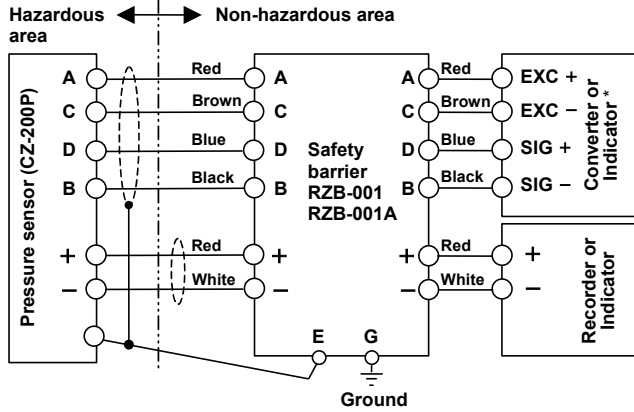 Hazardous area
Non-hazardous area
Pressure sensor (CZ-200P)
A Red A
C Brown C
D Blue D
B Black B
+ Red +
− White −
Safety
barrier
RZB-001
RZB-001A
A Red EXC +
C Brown EXC −
D Blue SIG +
B Black SIG −
+ Red +
− White −
Converter or
Indicator *
Recorder or
Indicator
E G
Ground